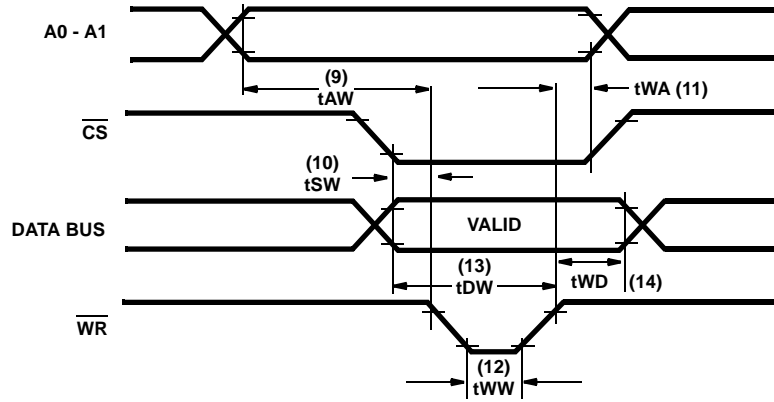 A0 - A1
(9)
tAW
tWA (11)
CS
(10)
tSW
DATA BUS
VALID
(13)
tDW
tWD
(14)
WR
(12)
tWW